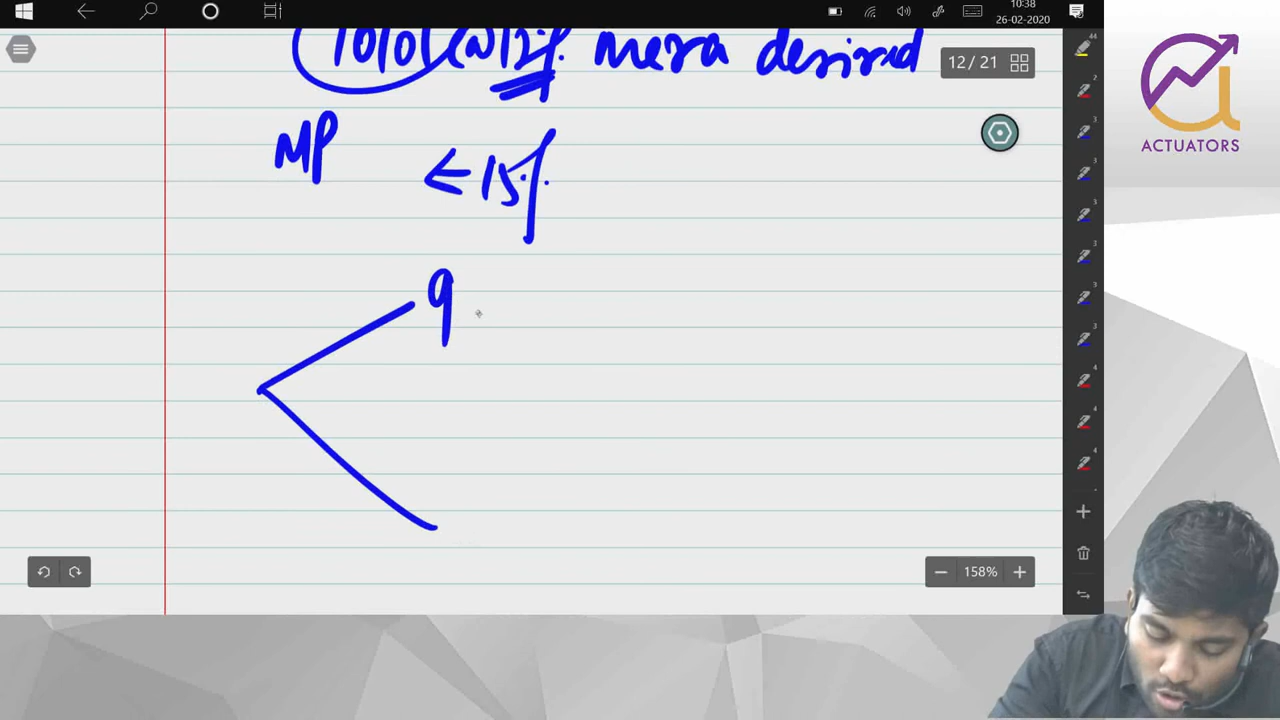 10:38
26-02-2020
mera desired
12 / 21
MP
← 15%
9
158%
ACTUATORS